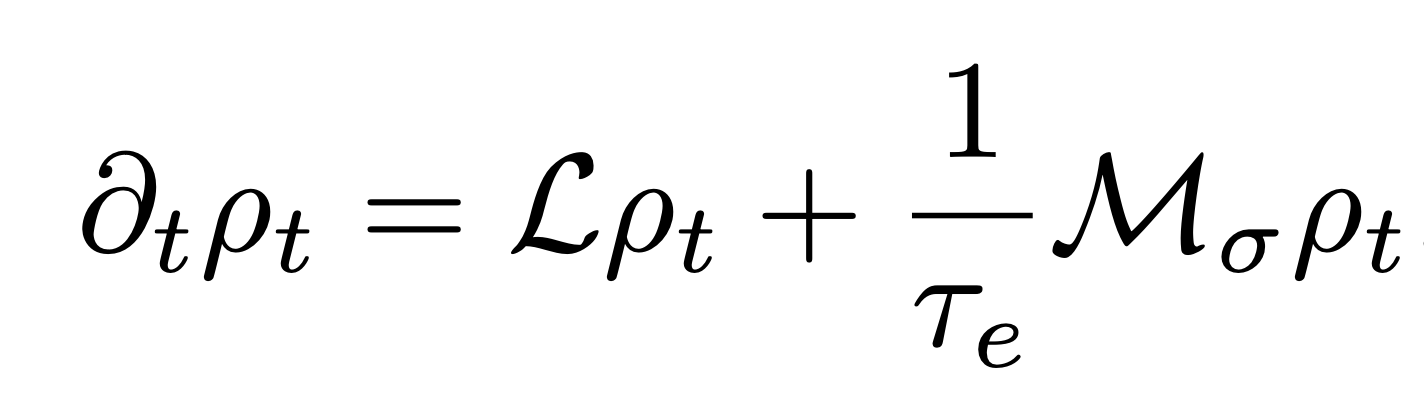 ∂ₜρₜ = ℒρₜ + (1/τₑ) ℳ_σ ρₜ